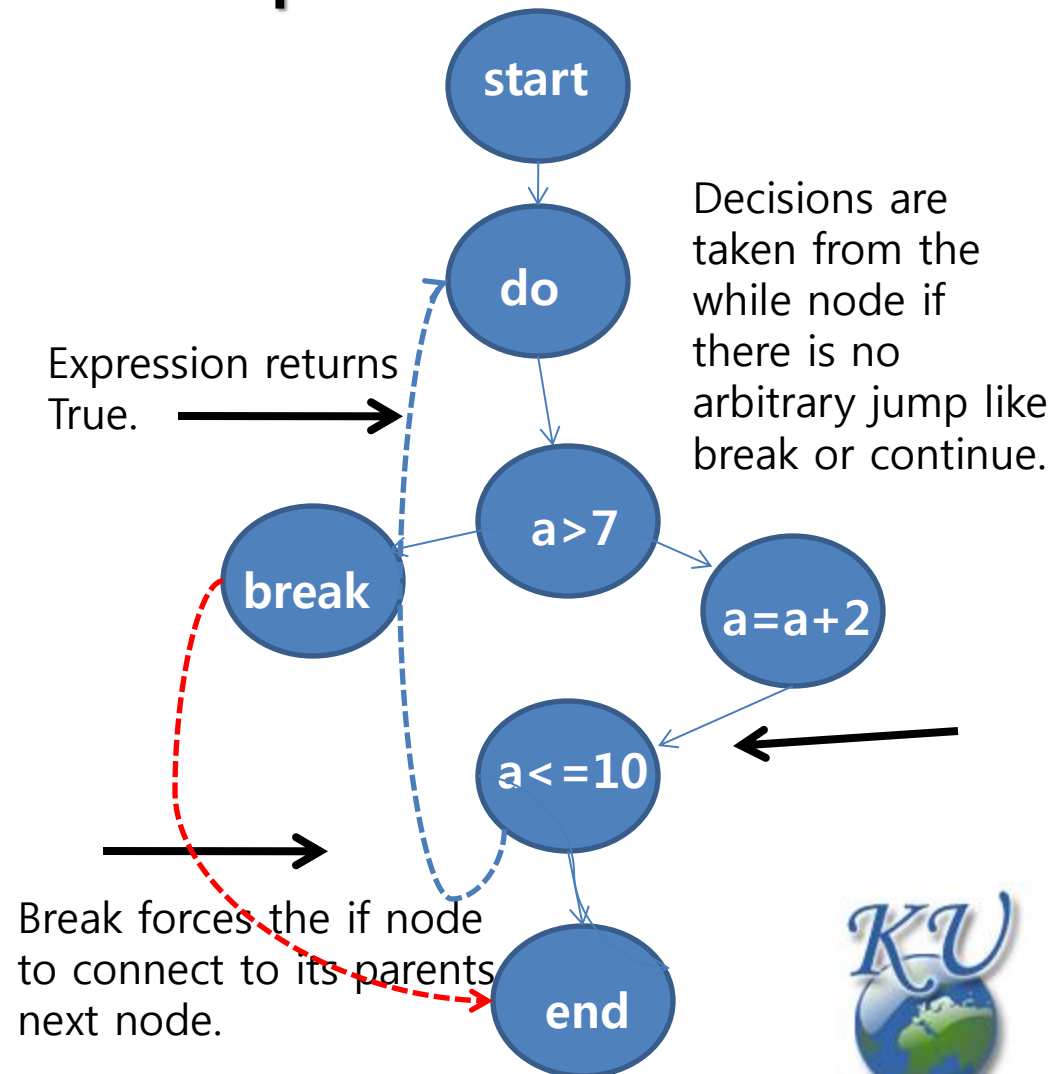 start
do
Decisions are
taken from the
while node if
there is no
arbitrary jump like
break or continue.
Expression returns
True.
a>7
break
a=a+2
a<=10
Break forces the if node
to connect to its parents
next node.
end
KU